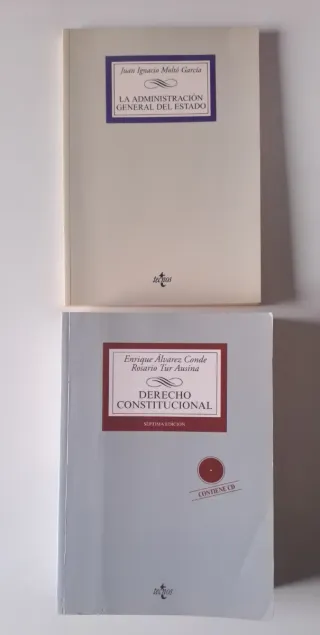 Juan Ignacio Moltó García
LA ADMINISTRACIÓN
GENERAL DEL ESTADO
tecnos
Enrique Álvarez Conde
Rosario Tur Ausina
DERECHO
CONSTITUCIONAL
SÉPTIMA EDICIÓN
CONTIENE CD
tecnos